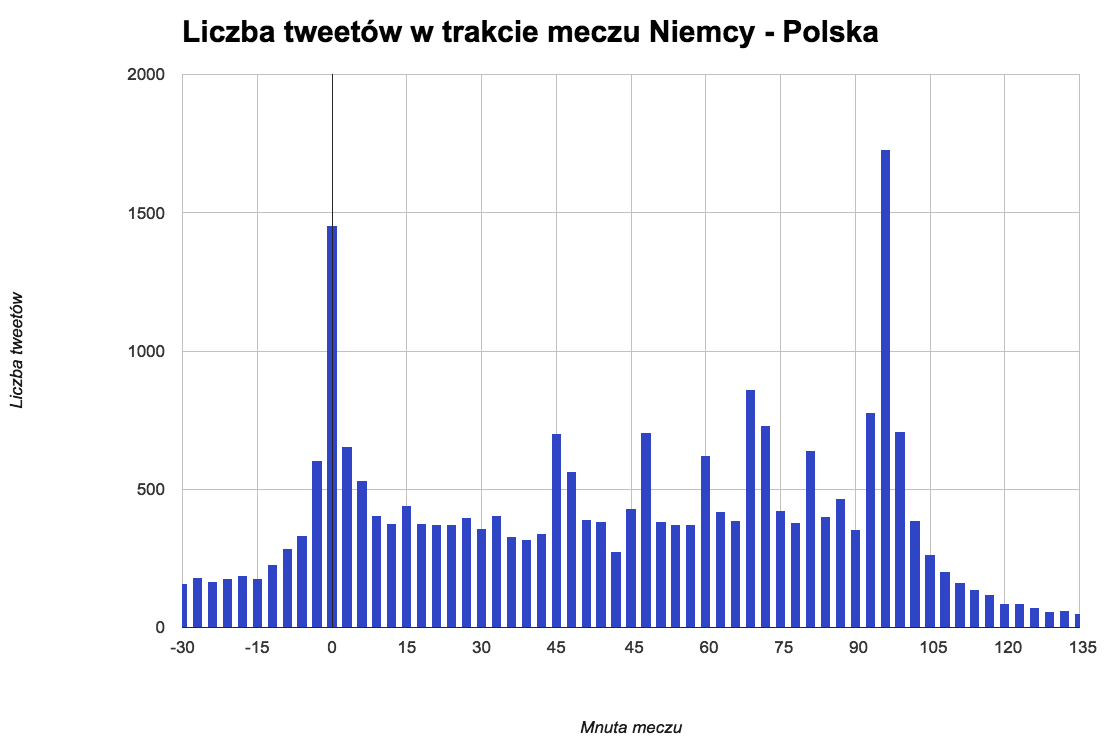 Liczba tweetów w trakcie meczu Niemcy - Polska
2000
1500
1000
500
0
Liczba tweetów
-30 -15 0 15 30 45 45 60 75 90 105 120 135
Mnuta meczu